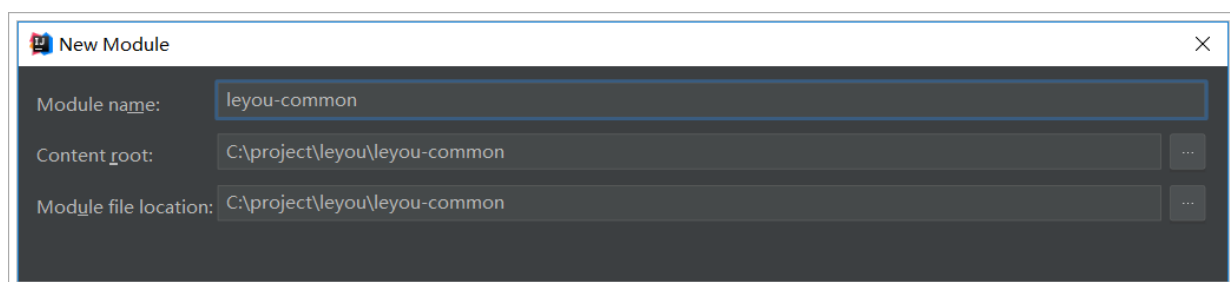 New Module
Module name: leyou-common
Content root: C:\project\leyou\leyou-common ...
Module file location: C:\project\leyou\leyou-common ...